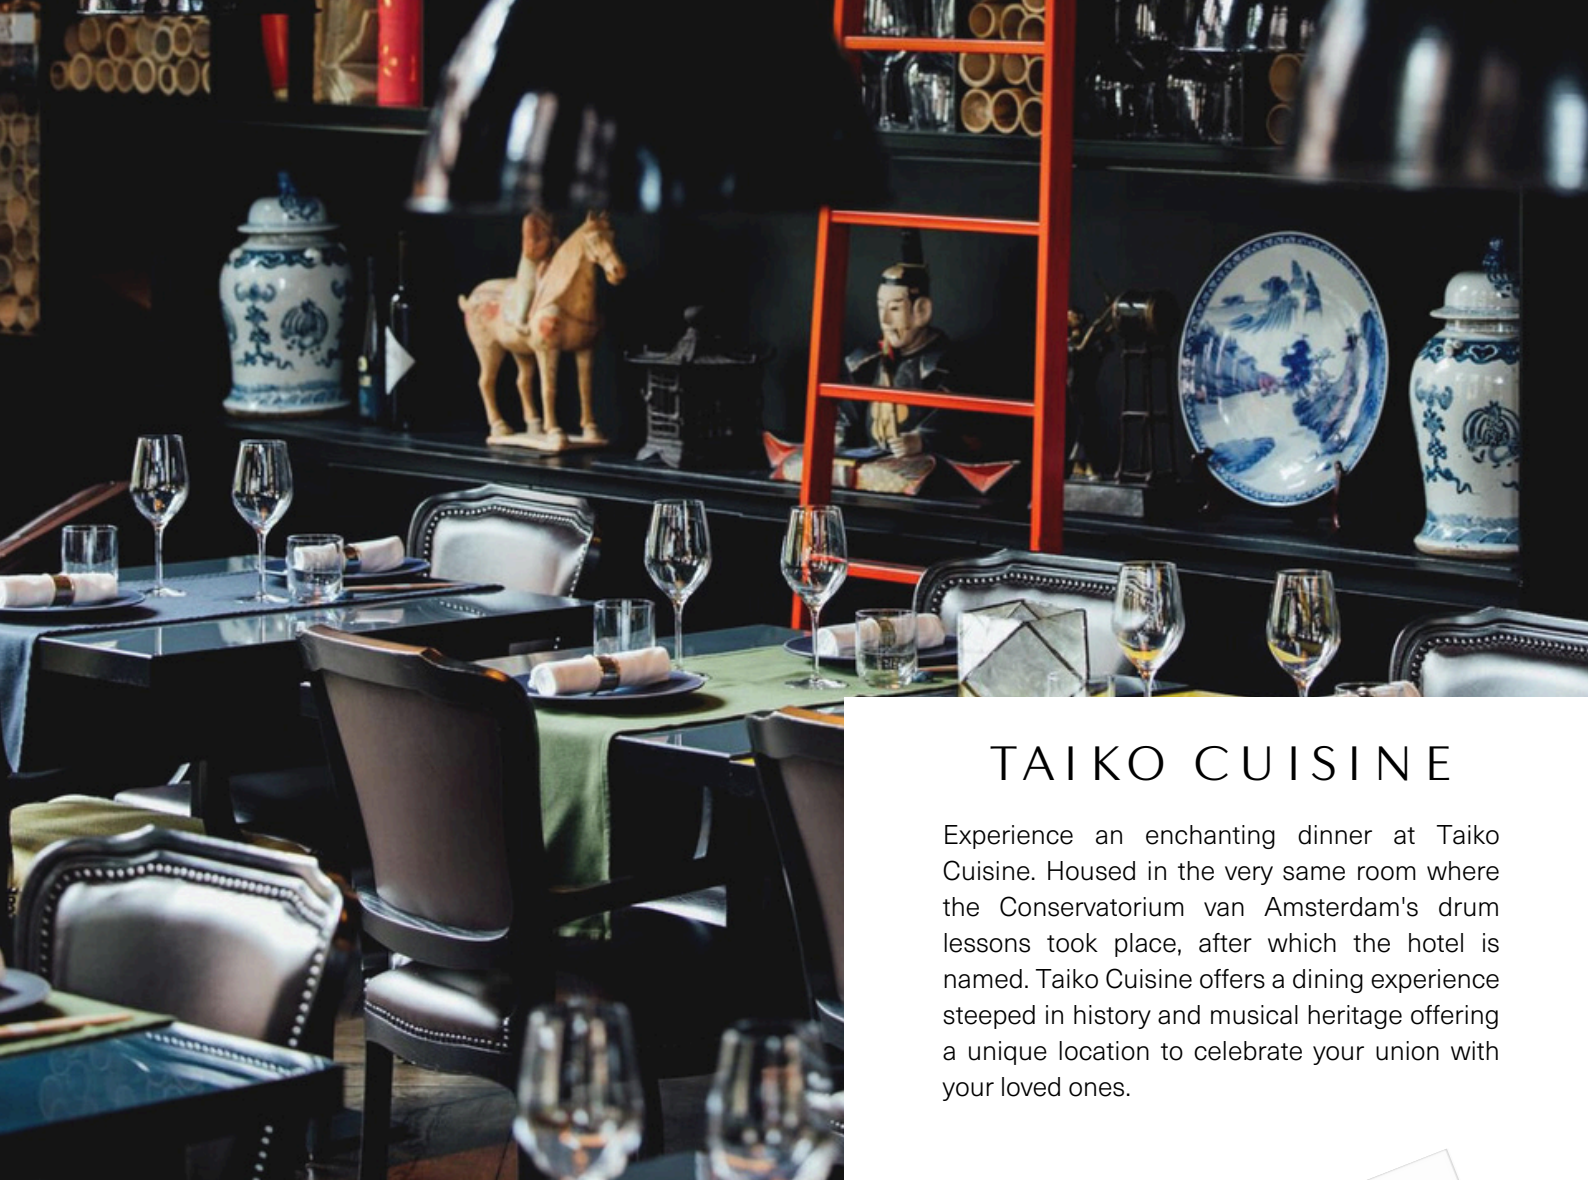 TAIKO CUISINE
Experience an enchanting dinner at Taiko
Cuisine. Housed in the very same room where
the Conservatorium van Amsterdam's drum
lessons took place, after which the hotel is
named. Taiko Cuisine offers a dining experience
steeped in history and musical heritage offering
a unique location to celebrate your union with
your loved ones.